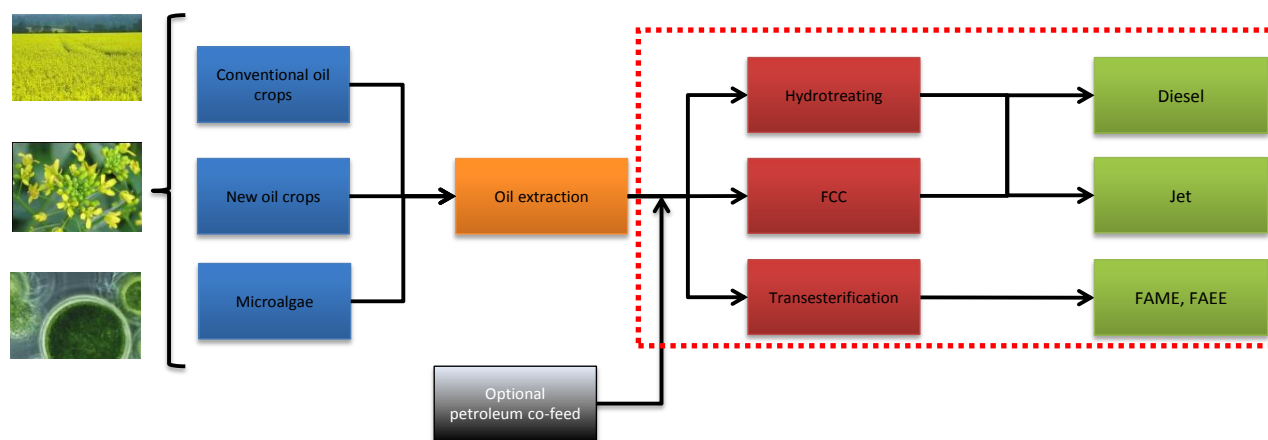 Conventional oil
crops
New oil crops
Microalgae
Oil extraction
Optional
petroleum co-feed
Hydrotreating
FCC
Transesterification
Diesel
Jet
FAME, FAEE